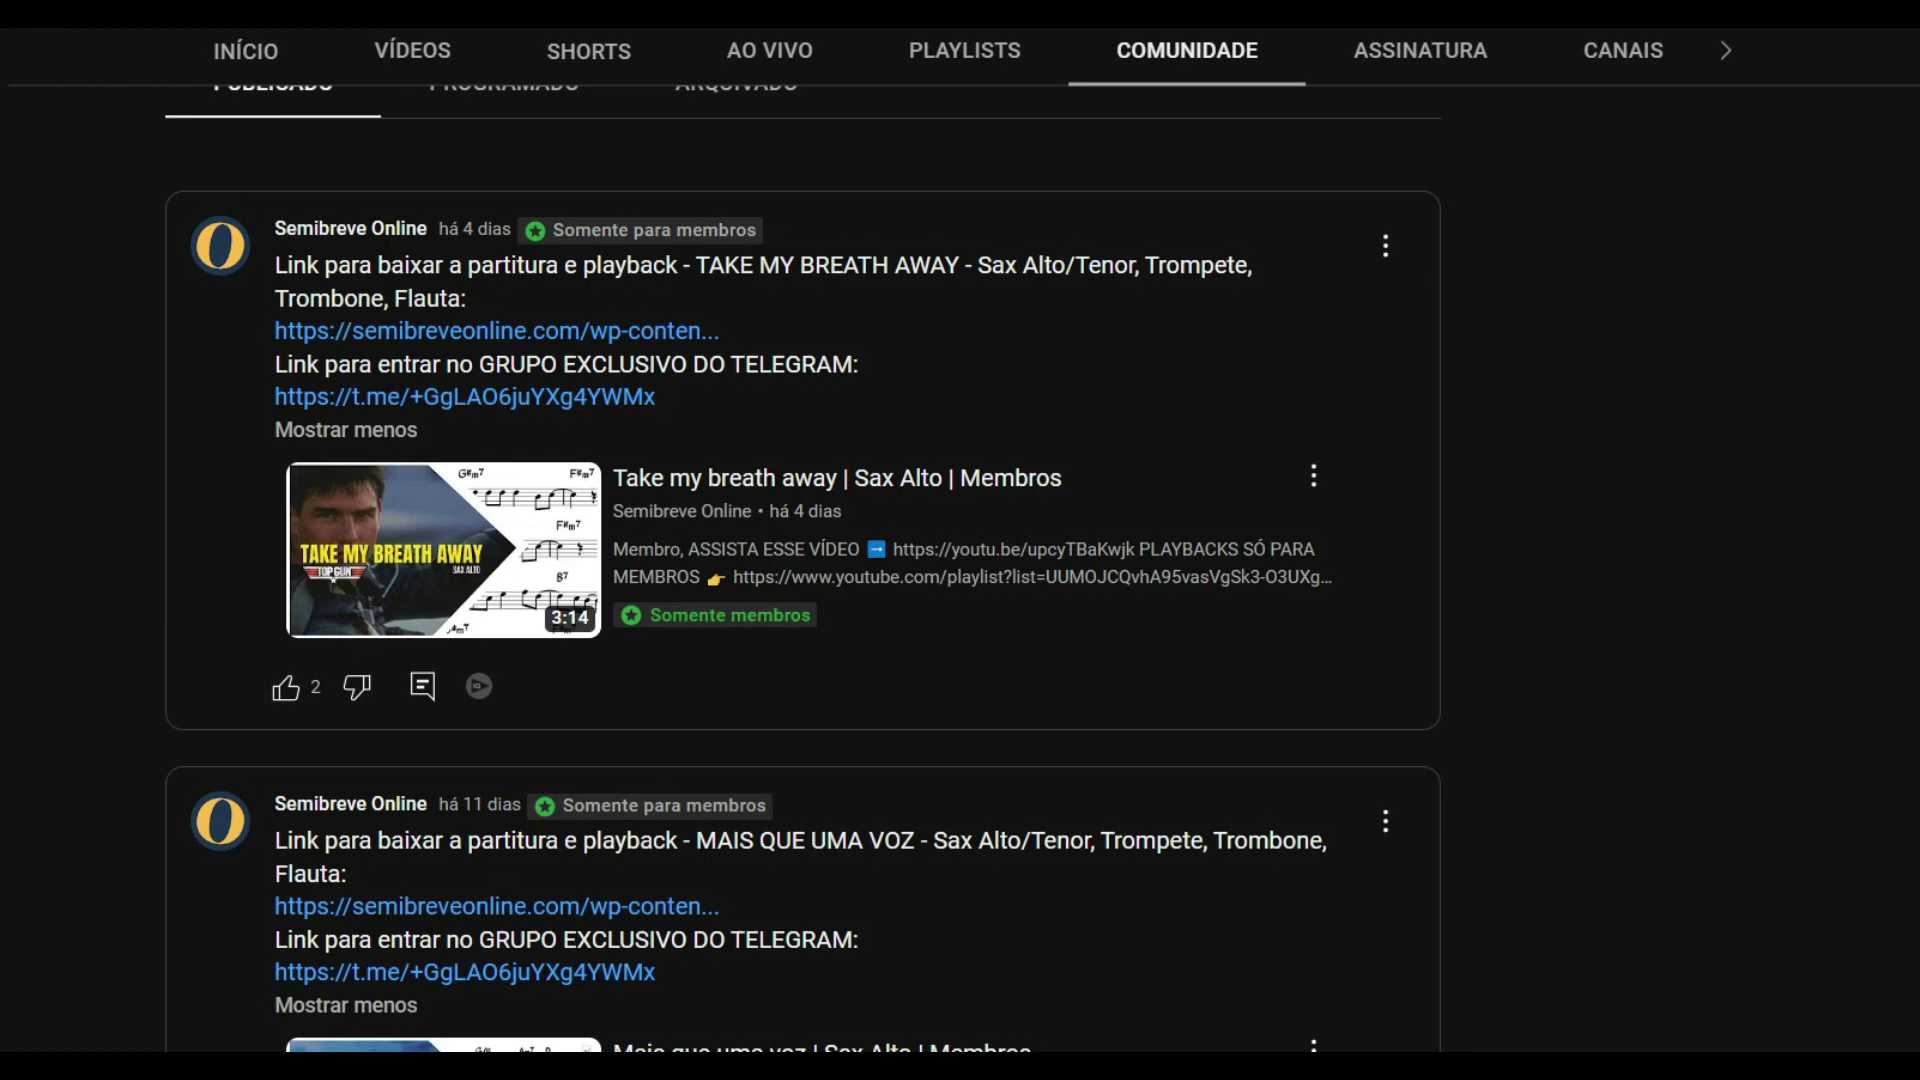 INÍCIO VÍDEOS SHORTS AO VIVO PLAYLISTS COMUNIDADE ASSINATURA CANAIS
PUBLICADO PROGRAMADO ARQUIVADO
Semibreve Online há 4 dias Somente para membros
Link para baixar a partitura e playback - TAKE MY BREATH AWAY - Sax Alto/Tenor, Trompete,
Trombone, Flauta:
https://semibreveonline.com/wp-conten...
Link para entrar no GRUPO EXCLUSIVO DO TELEGRAM:
https://t.me/+GgLAO6juYXg4YWMx
Mostrar menos
G#m7 F#m7
F#m7
TAKE MY BREATH AWAY
SAX ALTO
TOP GUN
B7
3:14
Take my breath away | Sax Alto | Membros
Semibreve Online • há 4 dias
Membro, ASSISTA ESSE VÍDEO ➡ https://youtu.be/upcyTBaKwjk PLAYBACKS SÓ PARA
MEMBROS 👉 https://www.youtube.com/playlist?list=UUMOJCQvhA95vasVgSk3-O3UXg...
Somente membros
2
Semibreve Online há 11 dias Somente para membros
Link para baixar a partitura e playback - MAIS QUE UMA VOZ - Sax Alto/Tenor, Trompete, Trombone,
Flauta:
https://semibreveonline.com/wp-conten...
Link para entrar no GRUPO EXCLUSIVO DO TELEGRAM:
https://t.me/+GgLAO6juYXg4YWMx
Mostrar menos
Mais que uma voz | Sax Alto | Membros